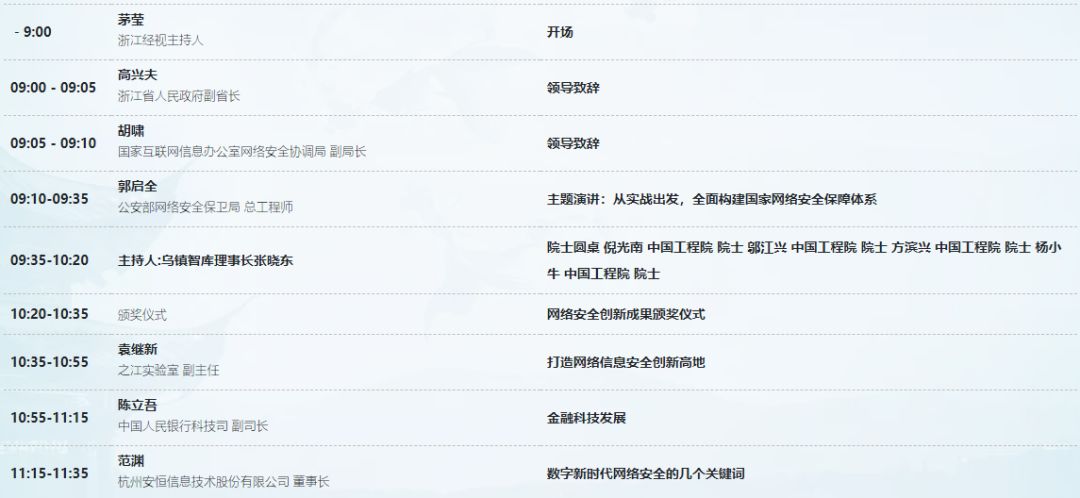 - 9:00
茅莹
浙江经视主持人
开场
09:00 - 09:05
高兴夫
浙江省人民政府副省长
领导致辞
09:05 - 09:10
胡啸
国家互联网信息办公室网络安全协调局 副局长
领导致辞
09:10-09:35
郭启全
公安部网络安全保卫局 总工程师
主题演讲：从实战出发，全面构建国家网络安全保障体系
09:35-10:20
主持人:乌镇智库理事长张晓东
院士圆桌 倪光南 中国工程院 院士 邬江兴 中国工程院 院士 方滨兴 中国工程院 院士 杨小
牛 中国工程院 院士
10:20-10:35
颁奖仪式
网络安全创新成果颁奖仪式
10:35-10:55
袁继新
之江实验室 副主任
打造网络信息安全创新高地
10:55-11:15
陈立吾
中国人民银行科技司 副司长
金融科技发展
11:15-11:35
范渊
杭州安恒信息技术股份有限公司 董事长
数字新时代网络安全的几个关键词